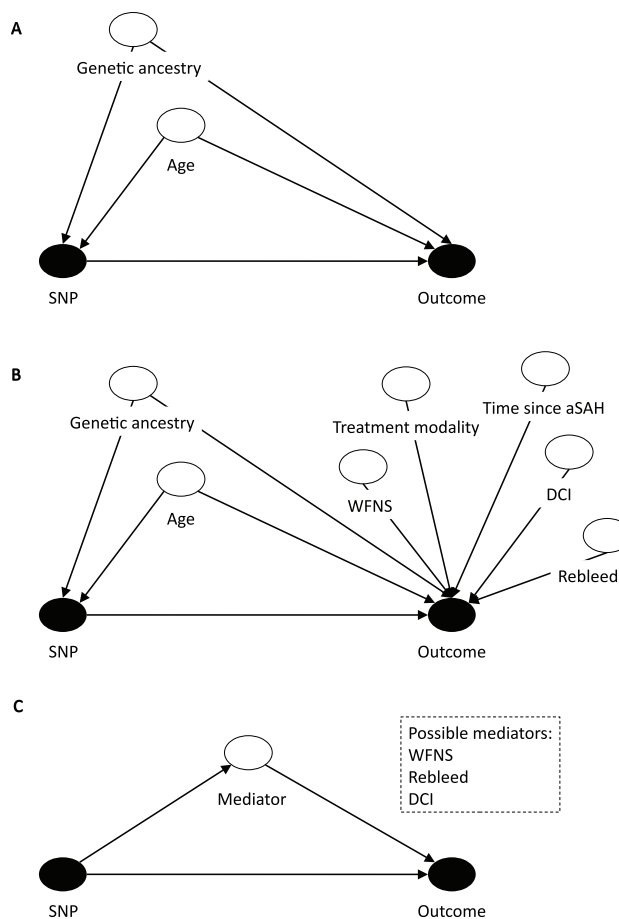 A
Genetic ancestry
Age
SNP
Outcome
B
Genetic ancestry
Treatment modality
Time since aSAH
WFNS
DCI
Age
Rebleed
SNP
Outcome
C
Possible mediators:
WFNS
Rebleed
DCI
Mediator
SNP
Outcome